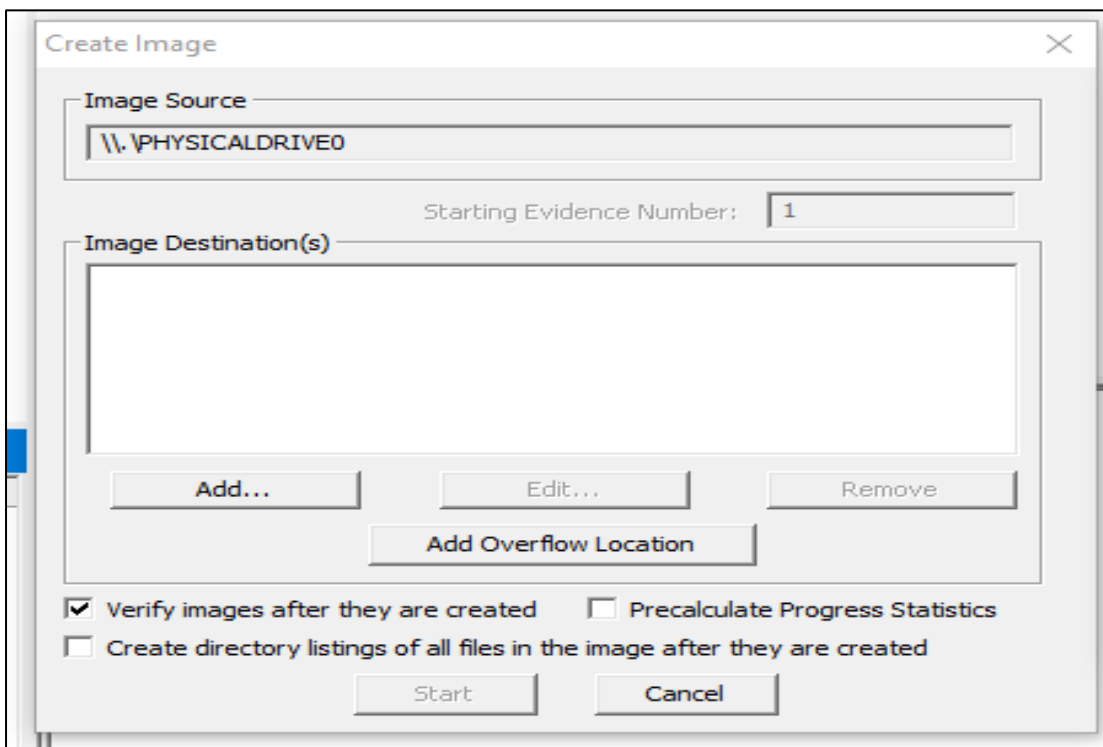 Create Image
Image Source
\\.\PHYSICALDRIVE0
Starting Evidence Number: 1
Image Destination(s)
Add... Edit... Remove
Add Overflow Location
Verify images after they are created Precalculate Progress Statistics
Create directory listings of all files in the image after they are created
Start Cancel